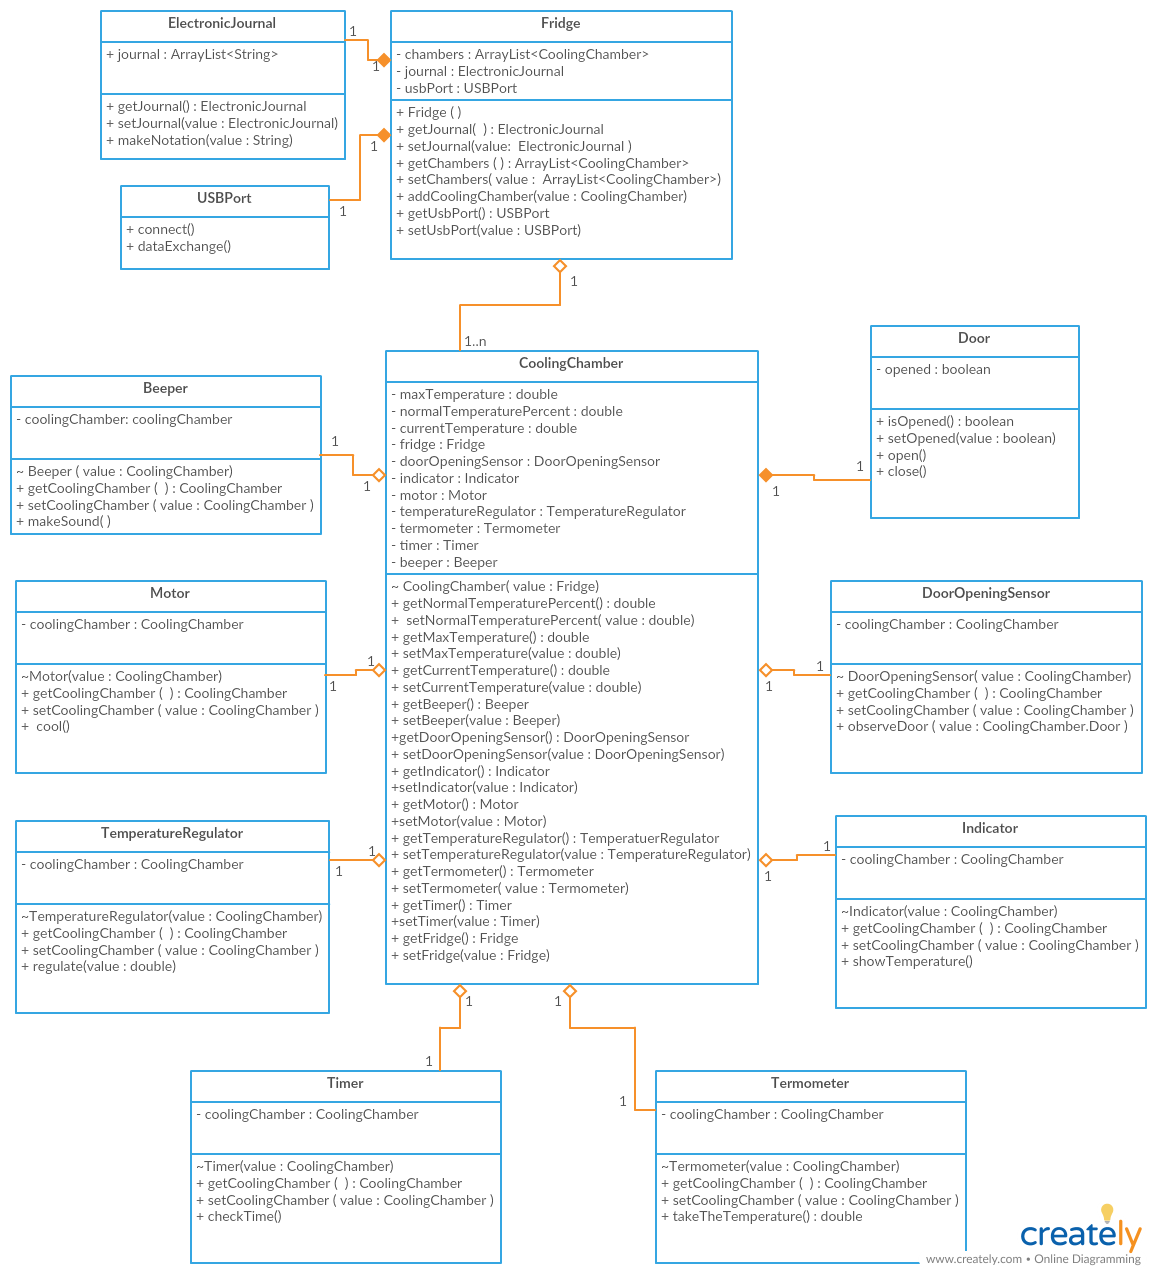 ElectronicJournal
+ journal : ArrayList<String>
+ getJournal() : ElectronicJournal
+ setJournal(value : ElectronicJournal)
+ makeNotation(value : String)
1
1
Fridge
- chambers : ArrayList<CoolingChamber>
- journal : ElectronicJournal
- usbPort : USBPort
+ Fridge ( )
+ getJournal(  ) : ElectronicJournal
+ setJournal(value:  ElectronicJournal )
+ getChambers ( ) : ArrayList<CoolingChamber>
+ setChambers( value :  ArrayList<CoolingChamber>)
+ addCoolingChamber(value : CoolingChamber)
+ getUsbPort() : USBPort
+ setUsbPort(value : USBPort)
1
1
USBPort
+ connect()
+ dataExchange()
1
1..n
CoolingChamber
- maxTemperature : double
- normalTemperaturePercent : double
- currentTemperature : double
- fridge : Fridge
- doorOpeningSensor : DoorOpeningSensor
- indicator : Indicator
- motor : Motor
- temperatureRegulator : TemperatureRegulator
- termometer : Termometer
- timer : Timer
- beeper : Beeper
~ CoolingChamber( value : Fridge)
+ getNormalTemperaturePercent() : double
+  setNormalTemperaturePercent( value : double)
+ getMaxTemperature() : double
+ setMaxTemperature(value : double)
+ getCurrentTemperature() : double
+ setCurrentTemperature(value : double)
+ getBeeper() : Beeper
+ setBeeper(value : Beeper)
+getDoorOpeningSensor() : DoorOpeningSensor
+ setDoorOpeningSensor(value : DoorOpeningSensor)
+ getIndicator() : Indicator
+setIndicator(value : Indicator)
+ getMotor() : Motor
+setMotor(value : Motor)
+ getTemperatureRegulator() : TemperatuerRegulator
+ setTemperatureRegulator(value : TemperatureRegulator)
+ getTermometer() : Termometer
+ setTermometer( value : Termometer)
+ getTimer() : Timer
+setTimer(value : Timer)
+ getFridge() : Fridge
+ setFridge(value : Fridge)
Door
- opened : boolean
+ isOpened() : boolean
+ setOpened(value : boolean)
+ open()
+ close()
1
1
Beeper
- coolingChamber: coolingChamber
~ Beeper ( value : CoolingChamber)
+ getCoolingChamber (  ) : CoolingChamber
+ setCoolingChamber ( value : CoolingChamber )
+ makeSound( )
1
1
Motor
- coolingChamber : CoolingChamber
~Motor(value : CoolingChamber)
+ getCoolingChamber (  ) : CoolingChamber
+ setCoolingChamber ( value : CoolingChamber )
+  cool()
1
1
DoorOpeningSensor
- coolingChamber : CoolingChamber
~ DoorOpeningSensor( value : CoolingChamber)
+ getCoolingChamber (  ) : CoolingChamber
+ setCoolingChamber ( value : CoolingChamber )
+ observeDoor ( value : CoolingChamber.Door )
1
1
TemperatureRegulator
- coolingChamber : CoolingChamber
~TemperatureRegulator(value : CoolingChamber)
+ getCoolingChamber (  ) : CoolingChamber
+ setCoolingChamber ( value : CoolingChamber )
+ regulate(value : double)
1
1
Indicator
- coolingChamber : CoolingChamber
~Indicator(value : CoolingChamber)
+ getCoolingChamber (  ) : CoolingChamber
+ setCoolingChamber ( value : CoolingChamber )
+ showTemperature()
1
1
1
1
Timer
- coolingChamber : CoolingChamber
~Timer(value : CoolingChamber)
+ getCoolingChamber (  ) : CoolingChamber
+ setCoolingChamber ( value : CoolingChamber )
+ checkTime()
1
1
Termometer
- coolingChamber : CoolingChamber
~Termometer(value : CoolingChamber)
+ getCoolingChamber (  ) : CoolingChamber
+ setCoolingChamber ( value : CoolingChamber )
+ takeTheTemperature() : double
creately
www.creately.com • Online Diagramming